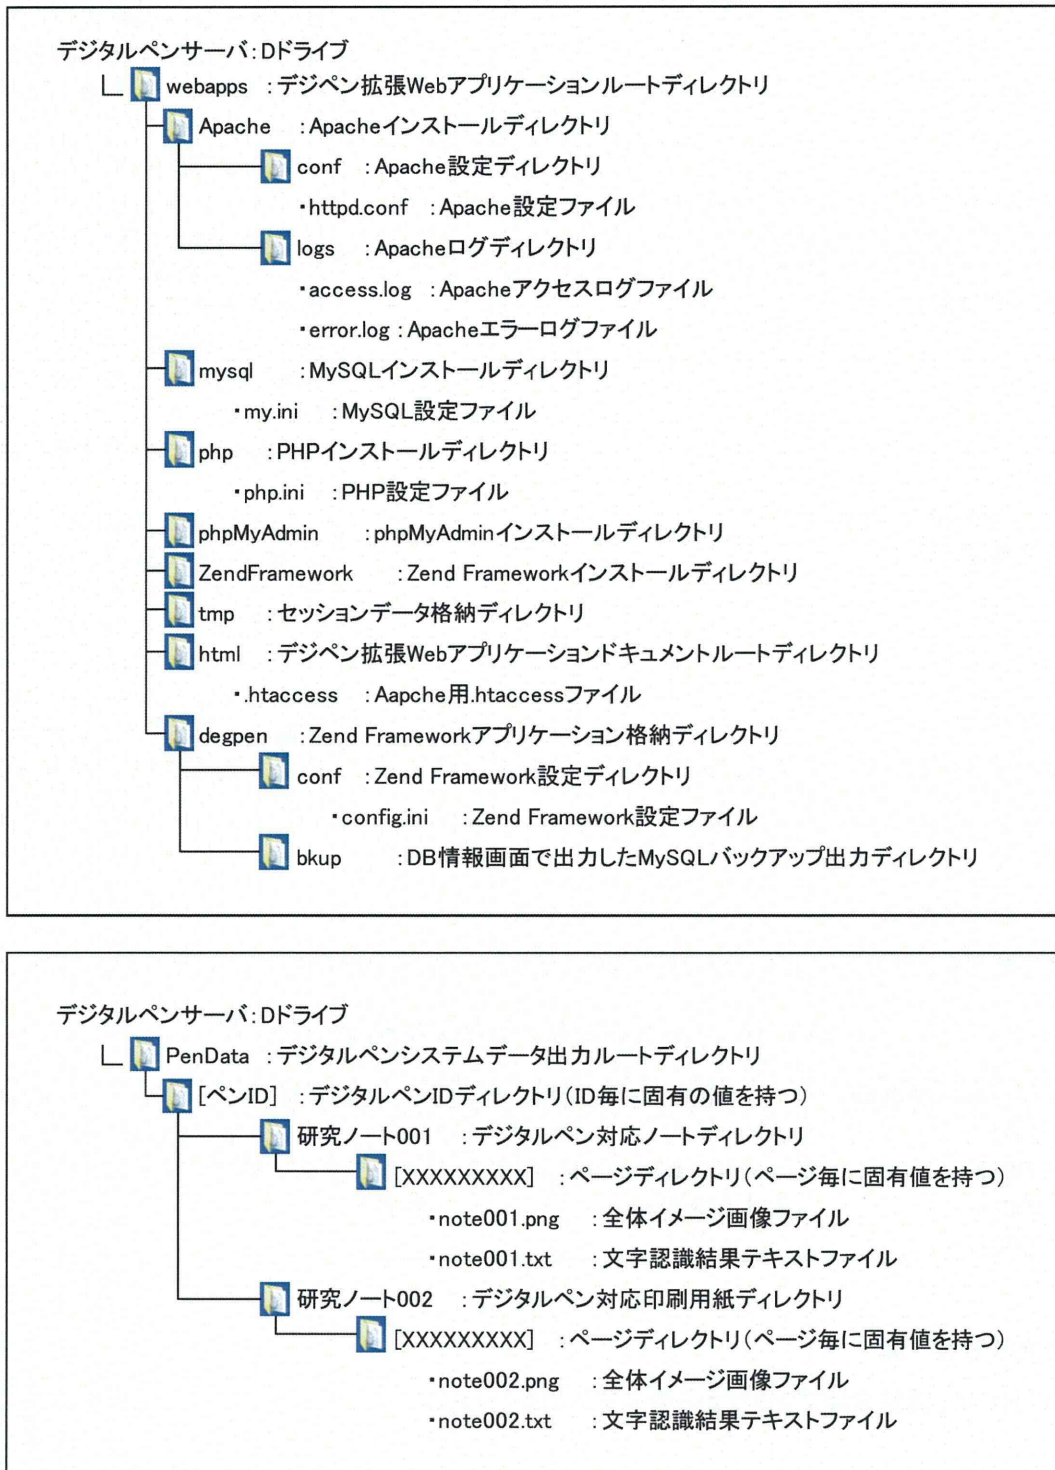 デジタルペンサーバ:Dドライブ
webapps :デジペン拡張Webアプリケーションルートディレクトリ
Apache :Apacheインストールディレクトリ
conf :Apache設定ディレクトリ
・httpd.conf :Apache設定ファイル
logs :Apacheログディレクトリ
・access.log :Apacheアクセスログファイル
・error.log :Apacheエラーログファイル
mysql :MySQLインストールディレクトリ
・my.ini :MySQL設定ファイル
php :PHPインストールディレクトリ
・php.ini :PHP設定ファイル
phpMyAdmin :phpMyAdminインストールディレクトリ
ZendFramework :Zend Frameworkインストールディレクトリ
tmp :セッションデータ格納ディレクトリ
html :デジペン拡張Webアプリケーションドキュメントルートディレクトリ
・.htaccess :Aapche用.htaccessファイル
degpen :Zend Frameworkアプリケーション格納ディレクトリ
conf :Zend Framework設定ディレクトリ
・config.ini :Zend Framework設定ファイル
bkup :DB情報画面で出力したMySQLバックアップ出力ディレクトリ
デジタルペンサーバ:Dドライブ
PenData :デジタルペンシステムデータ出力ルートディレクトリ
[ペンID] :デジタルペンIDディレクトリ(ID毎に固有の値を持つ)
研究ノート001 :デジタルペン対応ノートディレクトリ
[XXXXXXXXX] :ページディレクトリ(ページ毎に固有値を持つ)
・note001.png :全体イメージ画像ファイル
・note001.txt :文字認識結果テキストファイル
研究ノート002 :デジタルペン対応印刷用紙ディレクトリ
[XXXXXXXXX] :ページディレクトリ(ページ毎に固有値を持つ)
・note002.png :全体イメージ画像ファイル
・note002.txt :文字認識結果テキストファイル